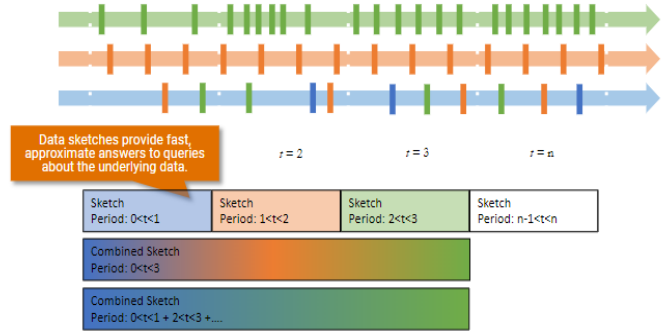 Data sketches provide fast,
approximate answers to queries
about the underlying data.
t = 2
t = 3
t = n
Sketch
Period: 0<t<1
Sketch
Period: 1<t<2
Sketch
Period: 2<t<3
Sketch
Period: n-1<t<n
Combined Sketch
Period: 0<t<3
Combined Sketch
Period: 0<t<1 + 2<t<3 +....